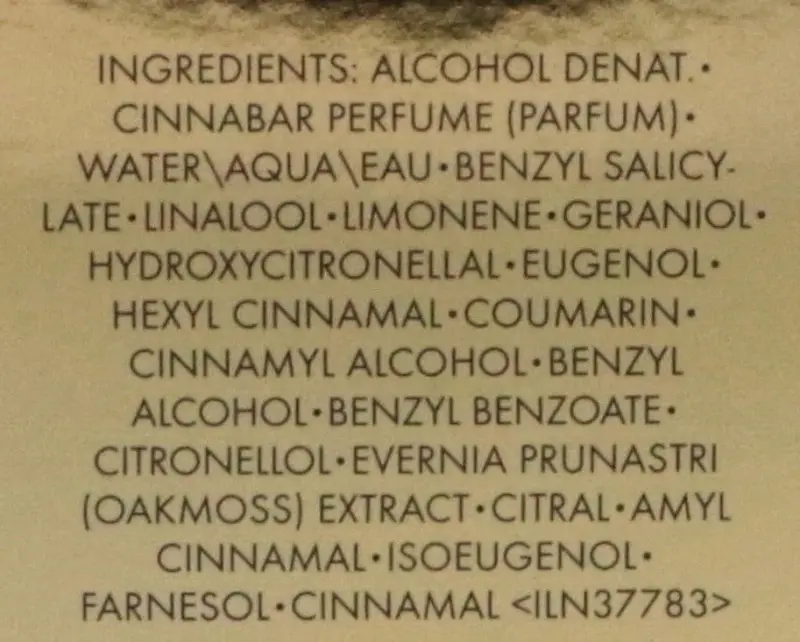 INGREDIENTS: ALCOHOL DENAT.•
CINNABAR PERFUME (PARFUM)•
WATER\AQUA\EAU•BENZYL SALICY-
LATE•LINALOOL•LIMONENE•GERANIOL•
HYDROXYCITRONELLAL•EUGENOL•
HEXYL CINNAMAL•COUMARIN•
CINNAMYL ALCOHOL•BENZYL
ALCOHOL•BENZYL BENZOATE•
CITRONELLOL•EVERNIA PRUNASTRI
(OAKMOSS) EXTRACT•CITRAL•AMYL
CINNAMAL•ISOEUGENOL•
FARNESOL•CINNAMAL <ILN37783>